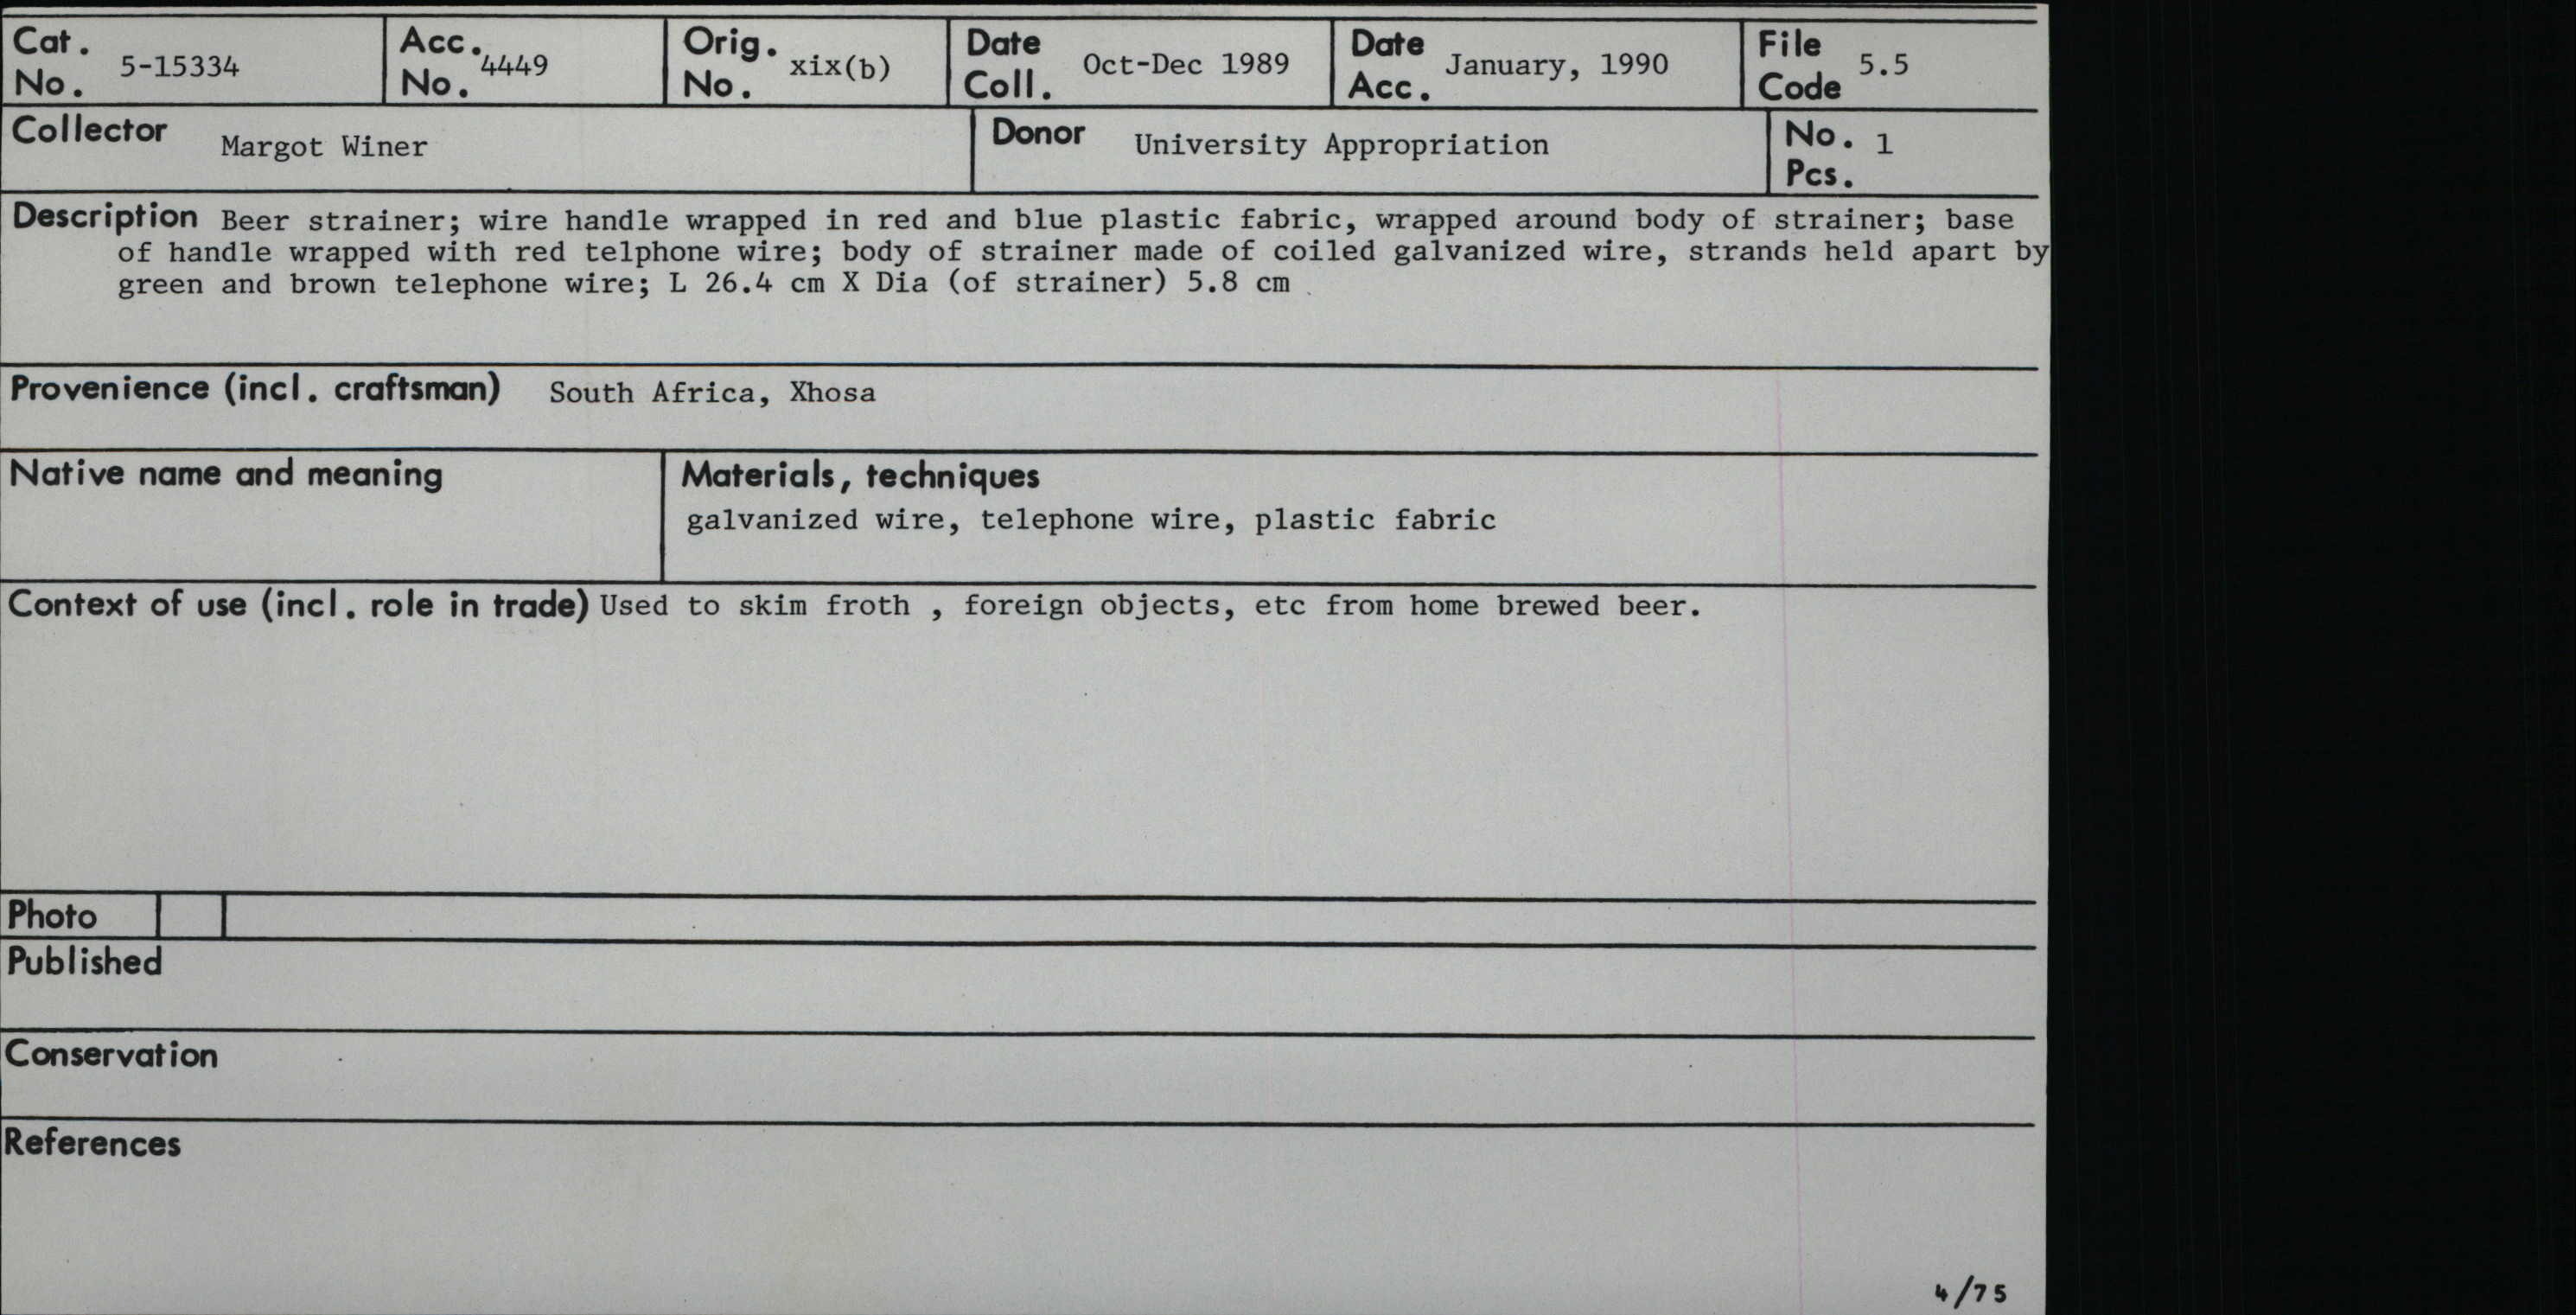 Cat. No. 5-15334 Acc. No. 4449 Orig. No. xix(b) Date Coll. Oct-Dec 1989 Date Acc. January, 1990 File Code 5.5
Collector Margot Winer Donor University Appropriation No. Pcs. 1
Description Beer strainer; wire handle wrapped in red and blue plastic fabric, wrapped around body of strainer; base
of handle wrapped with red telphone wire; body of strainer made of coiled galvanized wire, strands held apart by
green and brown telephone wire; L 26.4 cm X Dia (of strainer) 5.8 cm
Provenience (incl. craftsman) South Africa, Xhosa
Native name and meaning
Materials, techniques
galvanized wire, telephone wire, plastic fabric
Context of use (incl. role in trade) Used to skim froth , foreign objects, etc from home brewed beer.
Photo
Published
Conservation
References
4/75